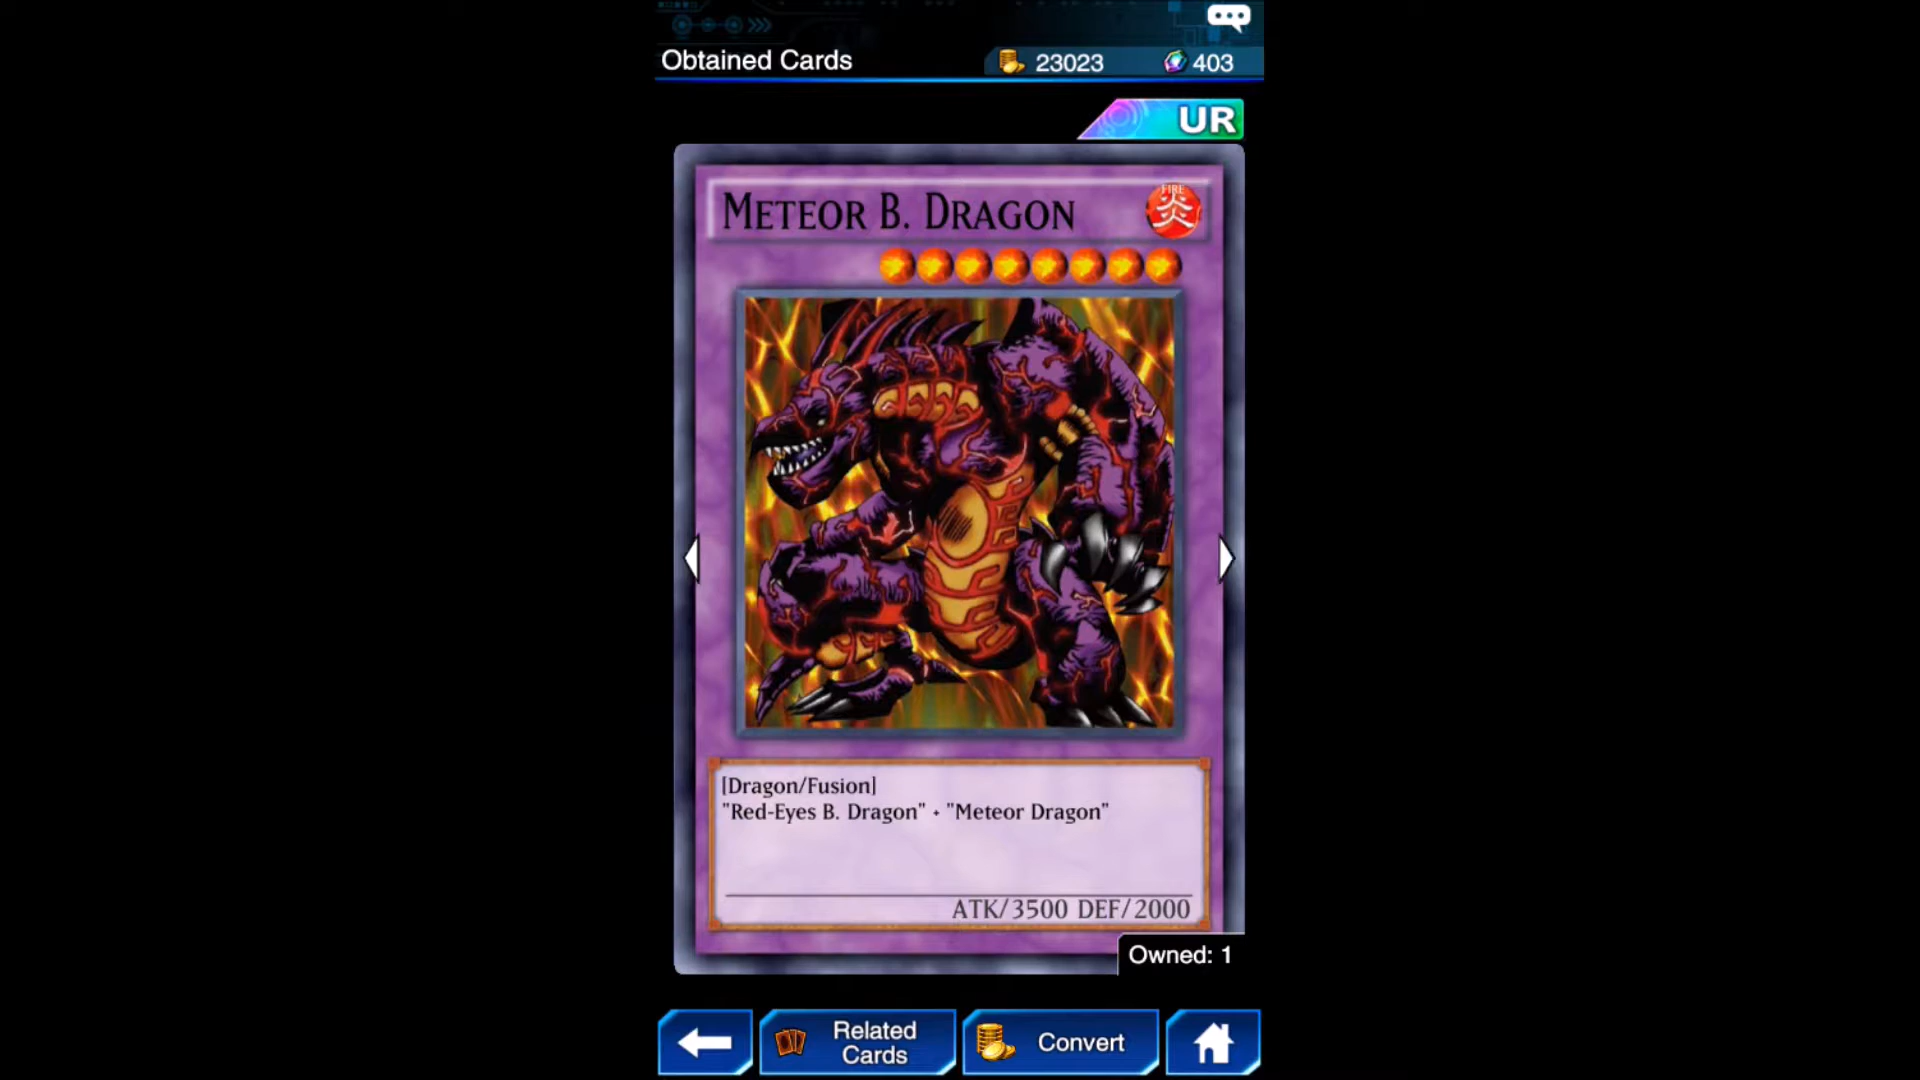 Obtained Cards
23023
403
UR
METEOR B. DRAGON
FIRE
炎
[Dragon/Fusion]
"Red-Eyes B. Dragon" + "Meteor Dragon"
ATK/3500 DEF/2000
Owned: 1
Related
Cards
Convert